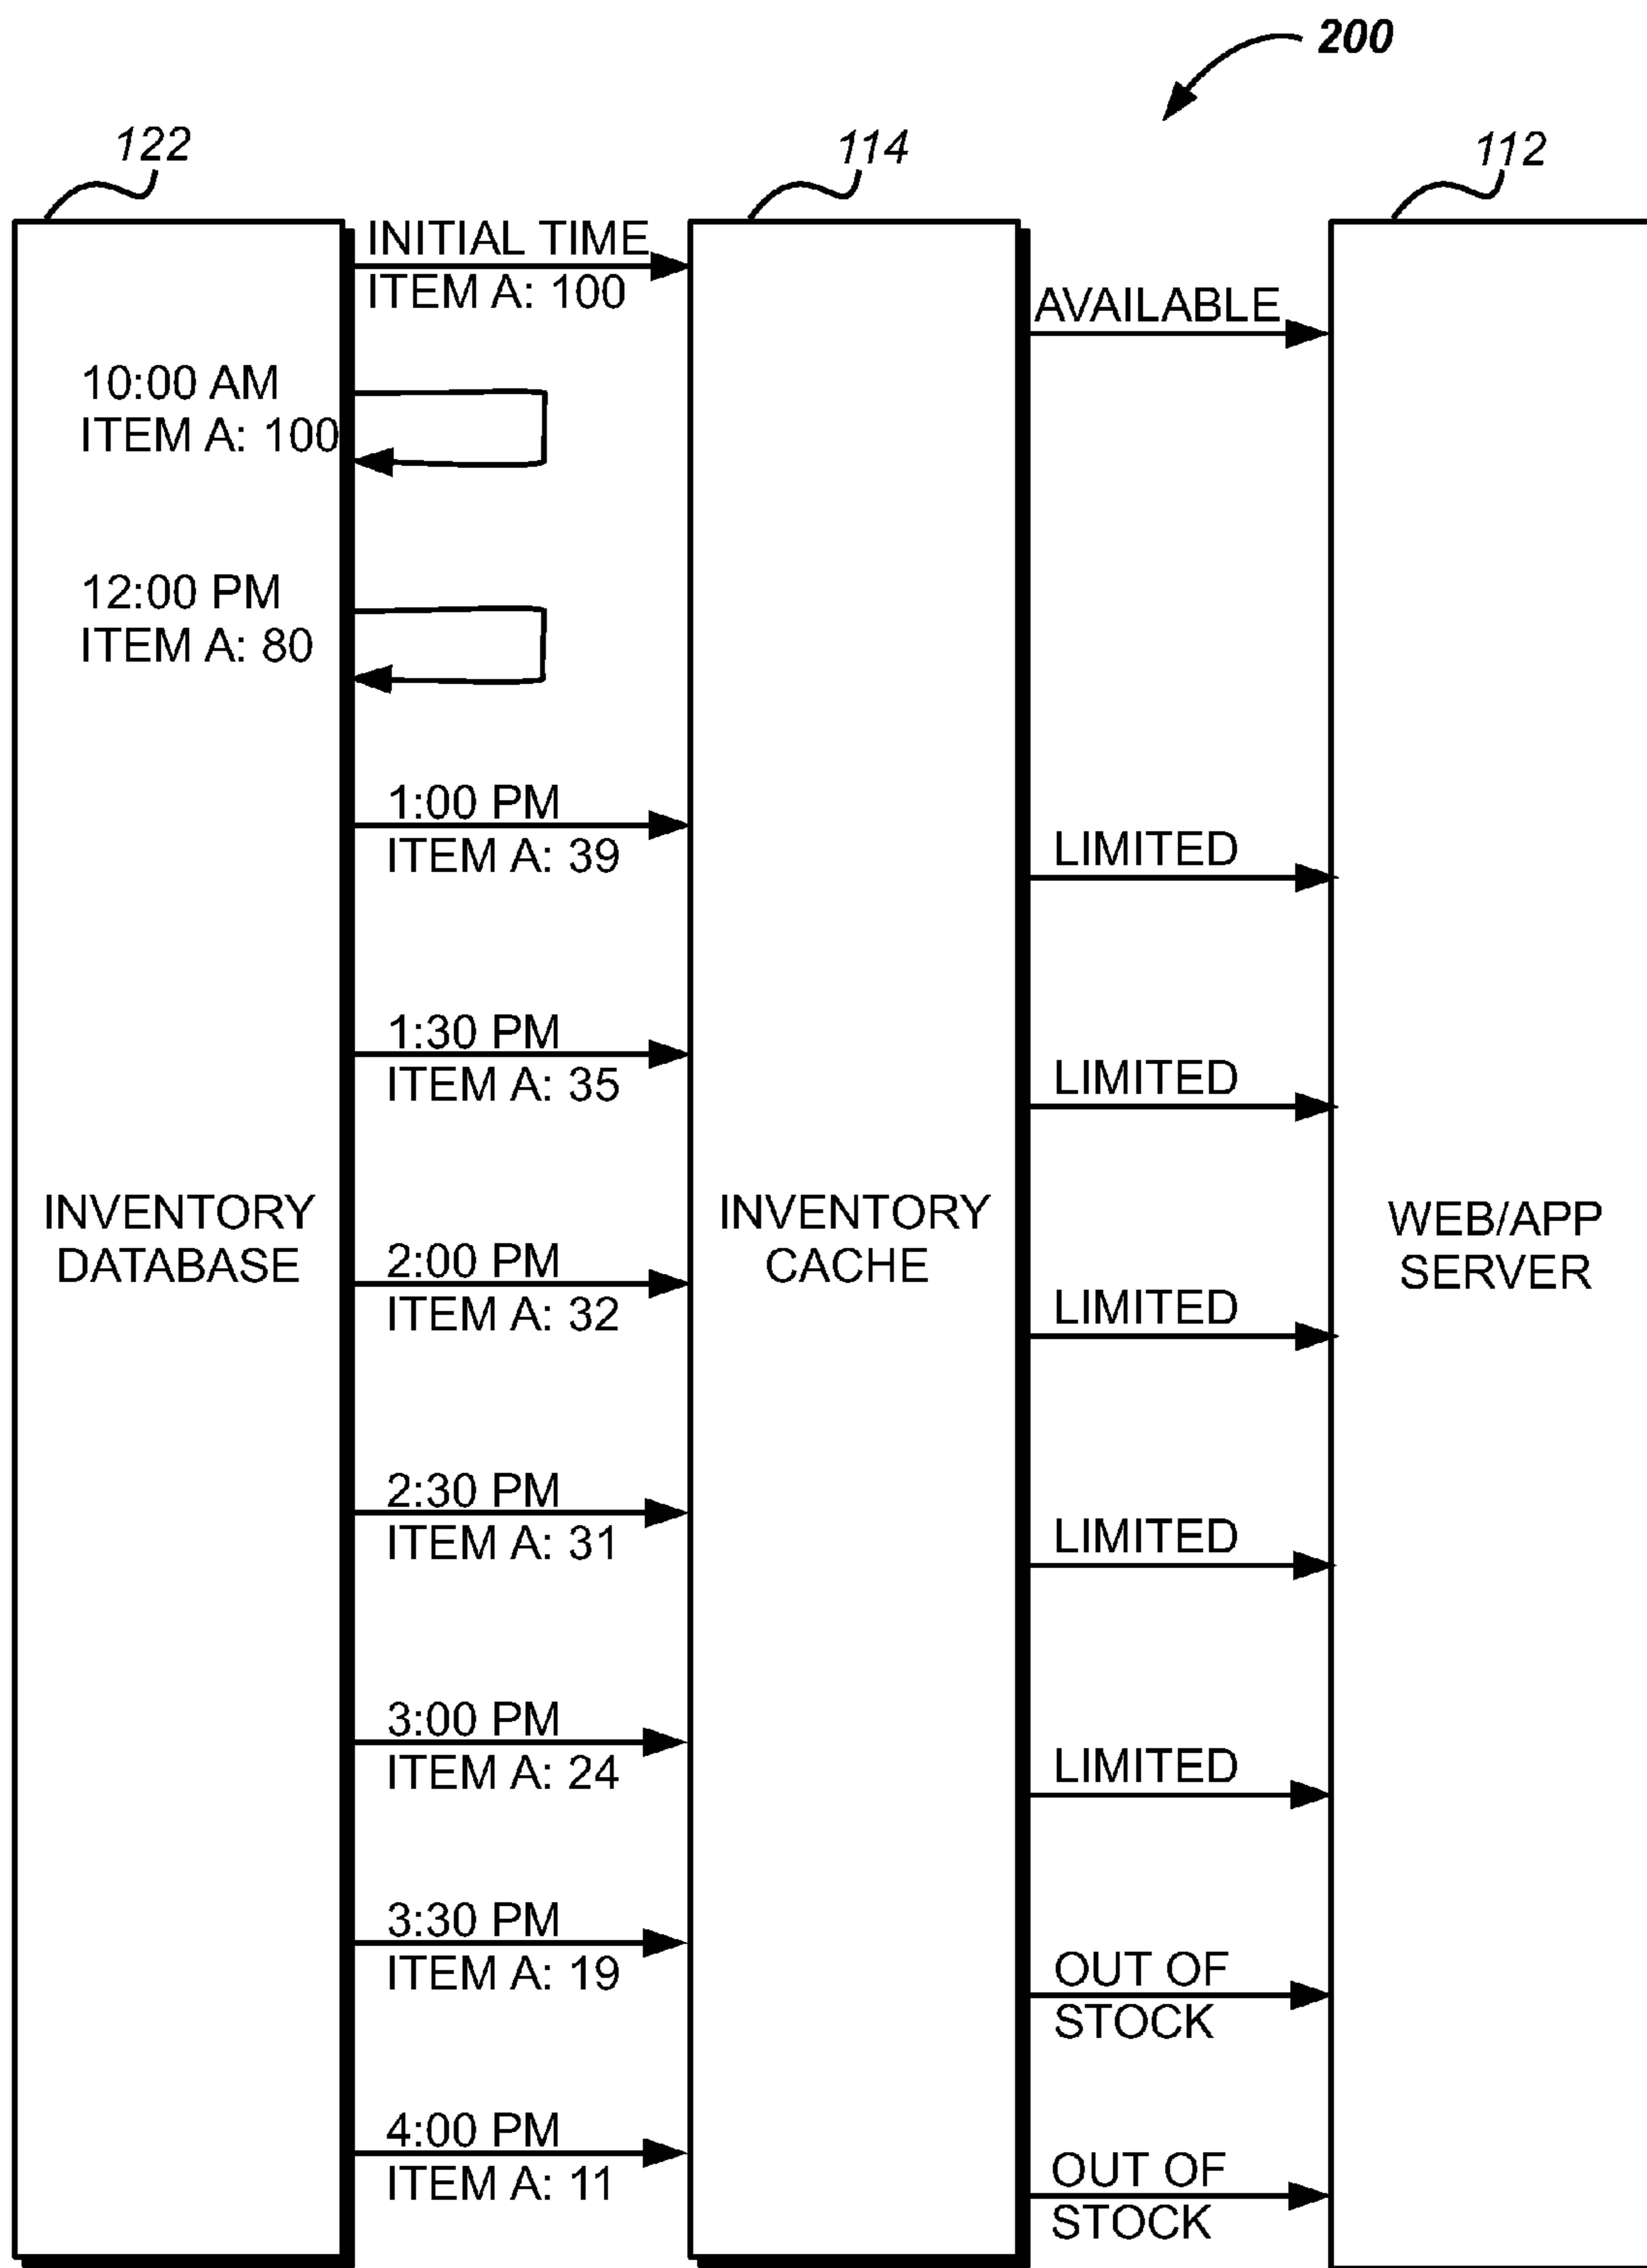 200
122
114
112
INITIAL TIME
ITEM A: 100
AVAILABLE
10:00 AM
ITEM A: 100
12:00 PM
ITEM A: 80
1:00 PM
ITEM A: 39
LIMITED
1:30 PM
ITEM A: 35
LIMITED
INVENTORY
DATABASE
INVENTORY
CACHE
WEB/APP
SERVER
2:00 PM
ITEM A: 32
LIMITED
2:30 PM
ITEM A: 31
LIMITED
3:00 PM
ITEM A: 24
LIMITED
3:30 PM
ITEM A: 19
OUT OF
STOCK
4:00 PM
ITEM A: 11
OUT OF
STOCK